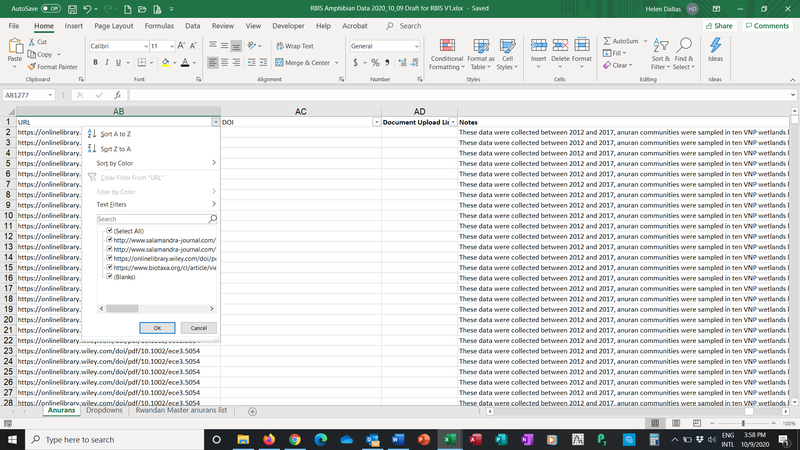 AutoSave Off
RBIS Amphibian Data 2020_10_09 Draft for RBIS V1.xlsx - Saved
Helen Dallas HD
File Home Insert Page Layout Formulas Data Review View Developer Help Acrobat Search Share Comments
Paste
Cut
Copy
Format Painter
Calibri 11
B I U
Wrap Text
Merge & Center
General
$ %
Conditional Formatting
Format as Table
Cell Styles
Insert Delete Format
AutoSum
Fill
Clear
Sort & Filter
Find & Select
Ideas
Clipboard Font Alignment Number Styles Cells Editing Ideas
AB1277 fx
AB AC AD
1 URL DOI Document Upload Li Notes
2 https://onlinelibrary. These data were collected between 2012 and 2017, anuran communities were sampled in ten VNP wetlands
3 https://onlinelibrary. These data were collected between 2012 and 2017, anuran communities were sampled in ten VNP wetlands
4 https://onlinelibrary. These data were collected between 2012 and 2017, anuran communities were sampled in ten VNP wetlands
5 https://onlinelibrary. These data were collected between 2012 and 2017, anuran communities were sampled in ten VNP wetlands
6 https://onlinelibrary. These data were collected between 2012 and 2017, anuran communities were sampled in ten VNP wetlands
7 https://onlinelibrary. These data were collected between 2012 and 2017, anuran communities were sampled in ten VNP wetlands
8 https://onlinelibrary. These data were collected between 2012 and 2017, anuran communities were sampled in ten VNP wetlands
9 https://onlinelibrary. These data were collected between 2012 and 2017, anuran communities were sampled in ten VNP wetlands
10 https://onlinelibrary. These data were collected between 2012 and 2017, anuran communities were sampled in ten VNP wetlands
11 https://onlinelibrary. These data were collected between 2012 and 2017, anuran communities were sampled in ten VNP wetlands
12 https://onlinelibrary. These data were collected between 2012 and 2017, anuran communities were sampled in ten VNP wetlands
13 https://onlinelibrary. These data were collected between 2012 and 2017, anuran communities were sampled in ten VNP wetlands
14 https://onlinelibrary. These data were collected between 2012 and 2017, anuran communities were sampled in ten VNP wetlands
15 https://onlinelibrary. These data were collected between 2012 and 2017, anuran communities were sampled in ten VNP wetlands
16 https://onlinelibrary. These data were collected between 2012 and 2017, anuran communities were sampled in ten VNP wetlands
17 https://onlinelibrary. These data were collected between 2012 and 2017, anuran communities were sampled in ten VNP wetlands
18 https://onlinelibrary. These data were collected between 2012 and 2017, anuran communities were sampled in ten VNP wetlands
19 https://onlinelibrary. These data were collected between 2012 and 2017, anuran communities were sampled in ten VNP wetlands
20 https://onlinelibrary. These data were collected between 2012 and 2017, anuran communities were sampled in ten VNP wetlands
21 https://onlinelibrary. These data were collected between 2012 and 2017, anuran communities were sampled in ten VNP wetlands
22 https://onlinelibrary.wiley.com/doi/pdf/10.1002/ece3.5054 These data were collected between 2012 and 2017, anuran communities were sampled in ten VNP wetlands
23 https://onlinelibrary.wiley.com/doi/pdf/10.1002/ece3.5054 These data were collected between 2012 and 2017, anuran communities were sampled in ten VNP wetlands
24 https://onlinelibrary.wiley.com/doi/pdf/10.1002/ece3.5054 These data were collected between 2012 and 2017, anuran communities were sampled in ten VNP wetlands
25 https://onlinelibrary.wiley.com/doi/pdf/10.1002/ece3.5054 These data were collected between 2012 and 2017, anuran communities were sampled in ten VNP wetlands
26 https://onlinelibrary.wiley.com/doi/pdf/10.1002/ece3.5054 These data were collected between 2012 and 2017, anuran communities were sampled in ten VNP wetlands
27 https://onlinelibrary.wiley.com/doi/pdf/10.1002/ece3.5054 These data were collected between 2012 and 2017, anuran communities were sampled in ten VNP wetlands
28 https://onlinelibrary.wiley.com/doi/pdf/10.1002/ece3.5054 These data were collected between 2012 and 2017, anuran communities were sampled in ten VNP wetlands
Sort A to Z
Sort Z to A
Sort by Color
Clear Filter From "URL"
Filter by Color
Text Filters
Search
(Select All)
http://www.salamandra-journal.com/
http://www.salamandra-journal.com/
https://onlinelibrary.wiley.com/doi/p
https://www.biotaxa.org/cl/article/vie
(Blanks)
OK Cancel
Anurans Dropdowns Rwandan Master anurans list
100%
Type here to search
ENG
INTL
3:58 PM
10/9/2020